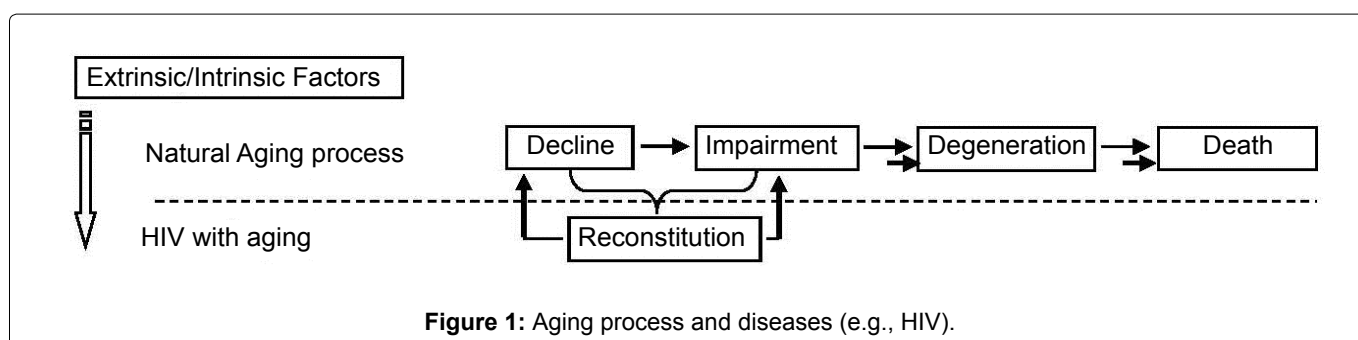 Extrinsic/Intrinsic Factors
Natural Aging process
Decline
Impairment
Degeneration
Death
HIV with aging
Reconstitution
Figure 1: Aging process and diseases (e.g., HIV).